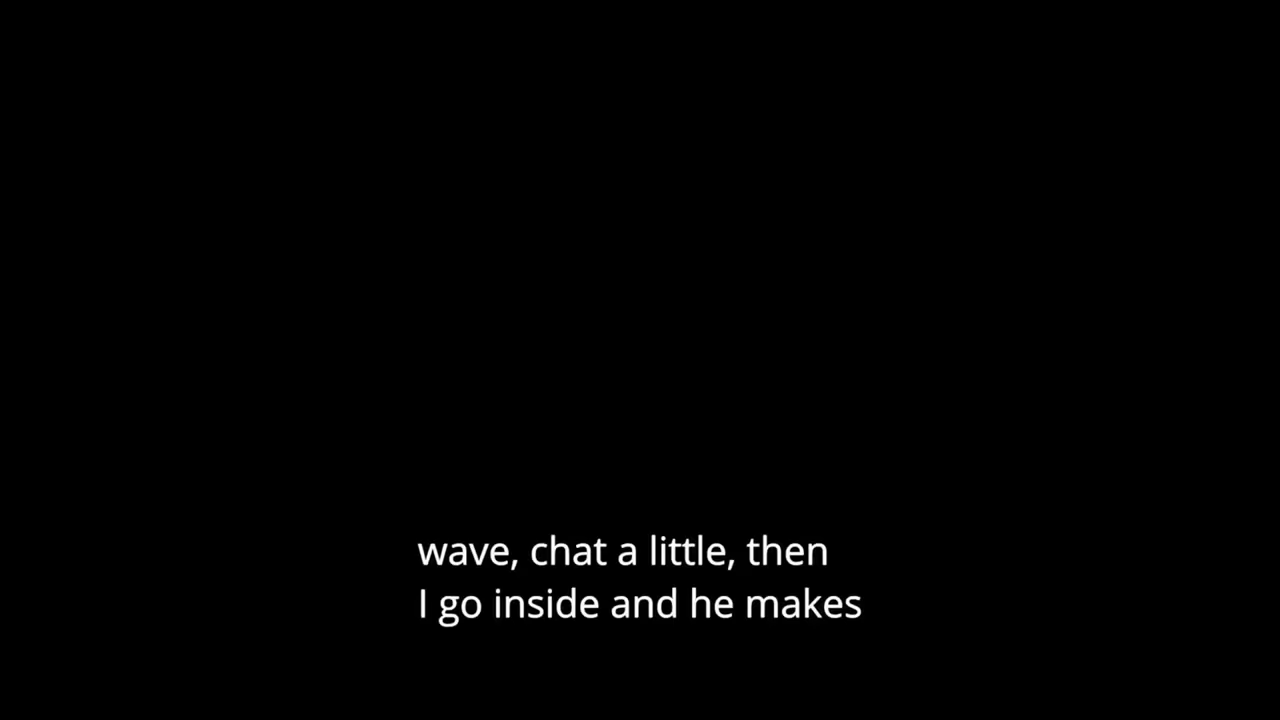 wave, chat a little, then
I go inside and he makes